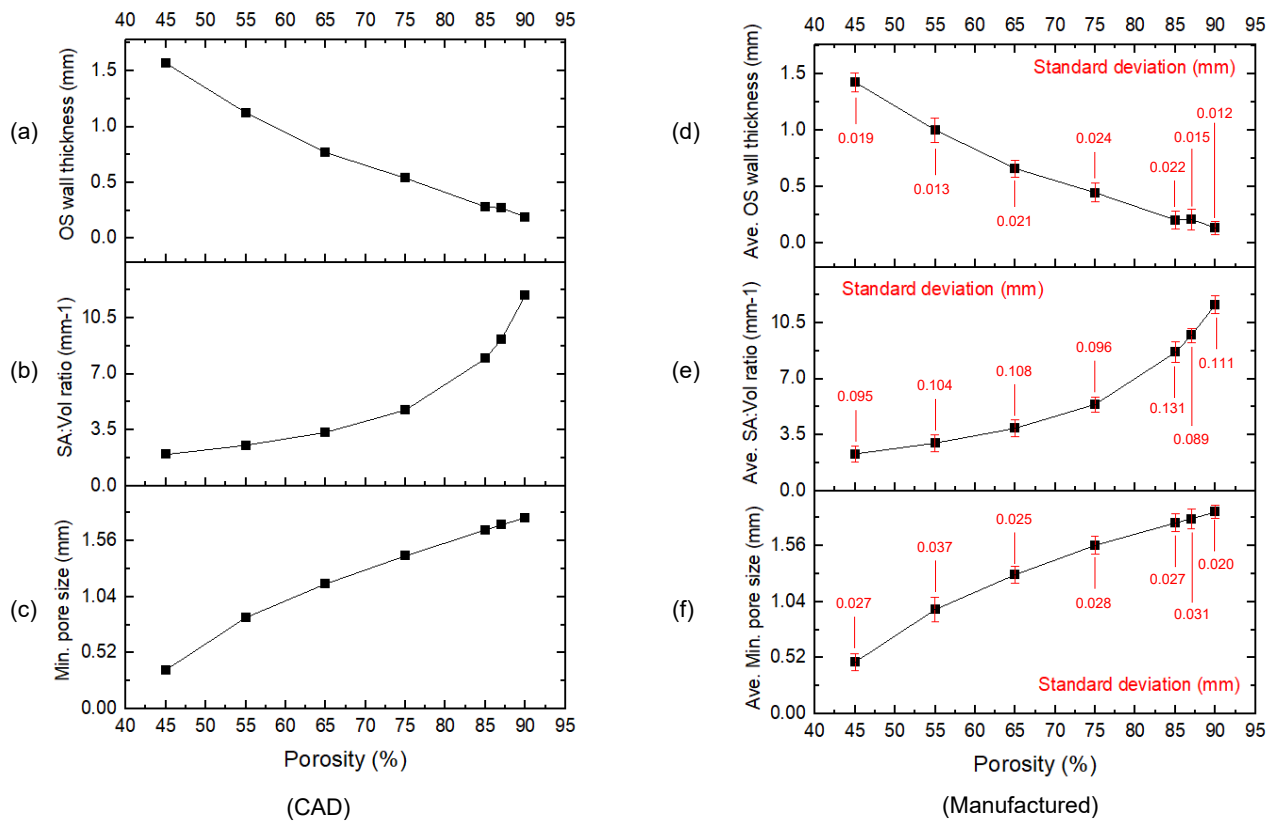 40 45 50 55 60 65 70 75 80 85 90 95
(a)
OS wall thickness (mm)
1.5
1.0
0.5
0.0
(b)
SA:Vol ratio (mm-1)
10.5
7.0
3.5
0.0
(c)
Min. pore size (mm)
1.56
1.04
0.52
0.00
40 45 50 55 60 65 70 75 80 85 90 95
Porosity (%)
(CAD)
40 45 50 55 60 65 70 75 80 85 90 95
(d)
Ave. OS wall thickness (mm)
1.5
1.0
0.5
0.0
Standard deviation (mm)
0.019
0.013
0.021
0.024
0.022
0.015
0.012
(e)
Ave. SA:Vol ratio (mm-1)
10.5
7.0
3.5
0.0
Standard deviation (mm)
0.095
0.104
0.108
0.096
0.131
0.089
0.111
(f)
Ave. Min. pore size (mm)
1.56
1.04
0.52
0.00
0.027
0.037
0.025
0.028
0.027
0.031
0.020
Standard deviation (mm)
40 45 50 55 60 65 70 75 80 85 90 95
Porosity (%)
(Manufactured)